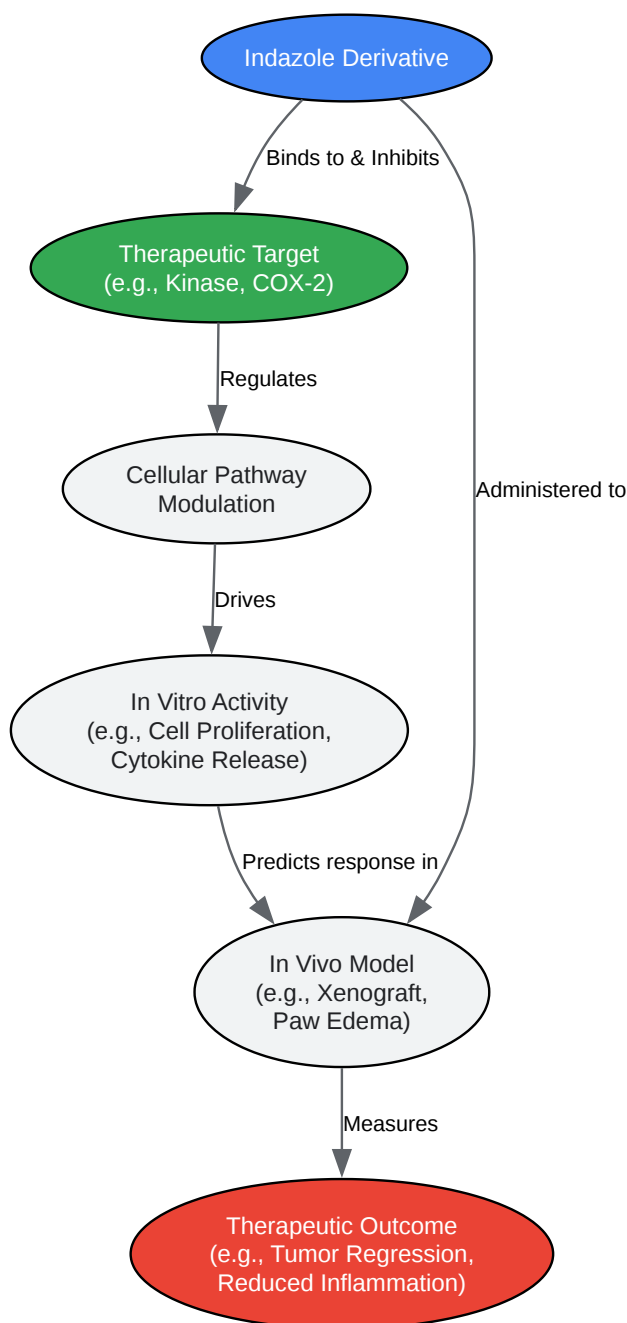 Indazole Derivative
Binds to & Inhibits
Therapeutic Target
(e.g., Kinase, COX-2)
Regulates
Cellular Pathway
Modulation
Administered to
Drives
In Vitro Activity
(e.g., Cell Proliferation,
Cytokine Release)
Predicts response in
In Vivo Model
(e.g., Xenograft,
Paw Edema)
Measures
Therapeutic Outcome
(e.g., Tumor Regression,
Reduced Inflammation)